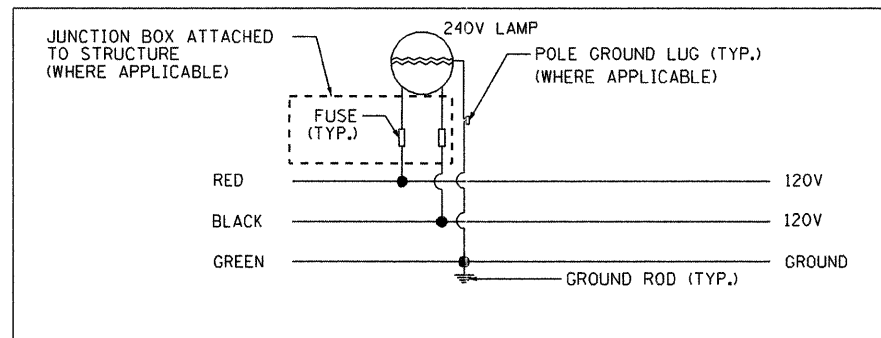 240V LAMP
JUNCTION BOX ATTACHED
TO STRUCTURE
(WHERE APPLICABLE)
POLE GROUND LUG (TYP.)
(WHERE APPLICABLE)
FUSE
(TYP.)
RED
120V
BLACK
120V
GREEN
GROUND
GROUND ROD (TYP.)